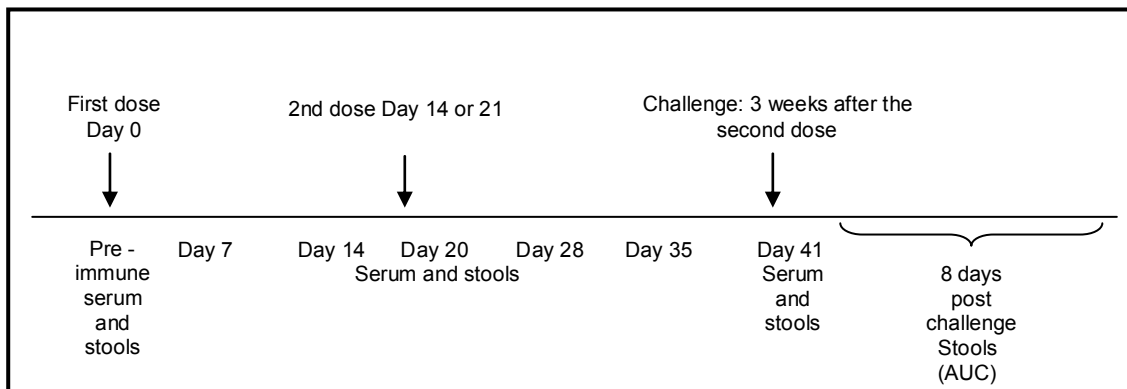 First dose
Day 0
2nd dose Day 14 or 21
Challenge: 3 weeks after the
second dose
Pre -
immune
serum
and
stools
Day 7
Day 14
Day 20
Day 28
Day 35
Serum and stools
Day 41
Serum
and
stools
8 days
post
challenge
Stools
(AUC)